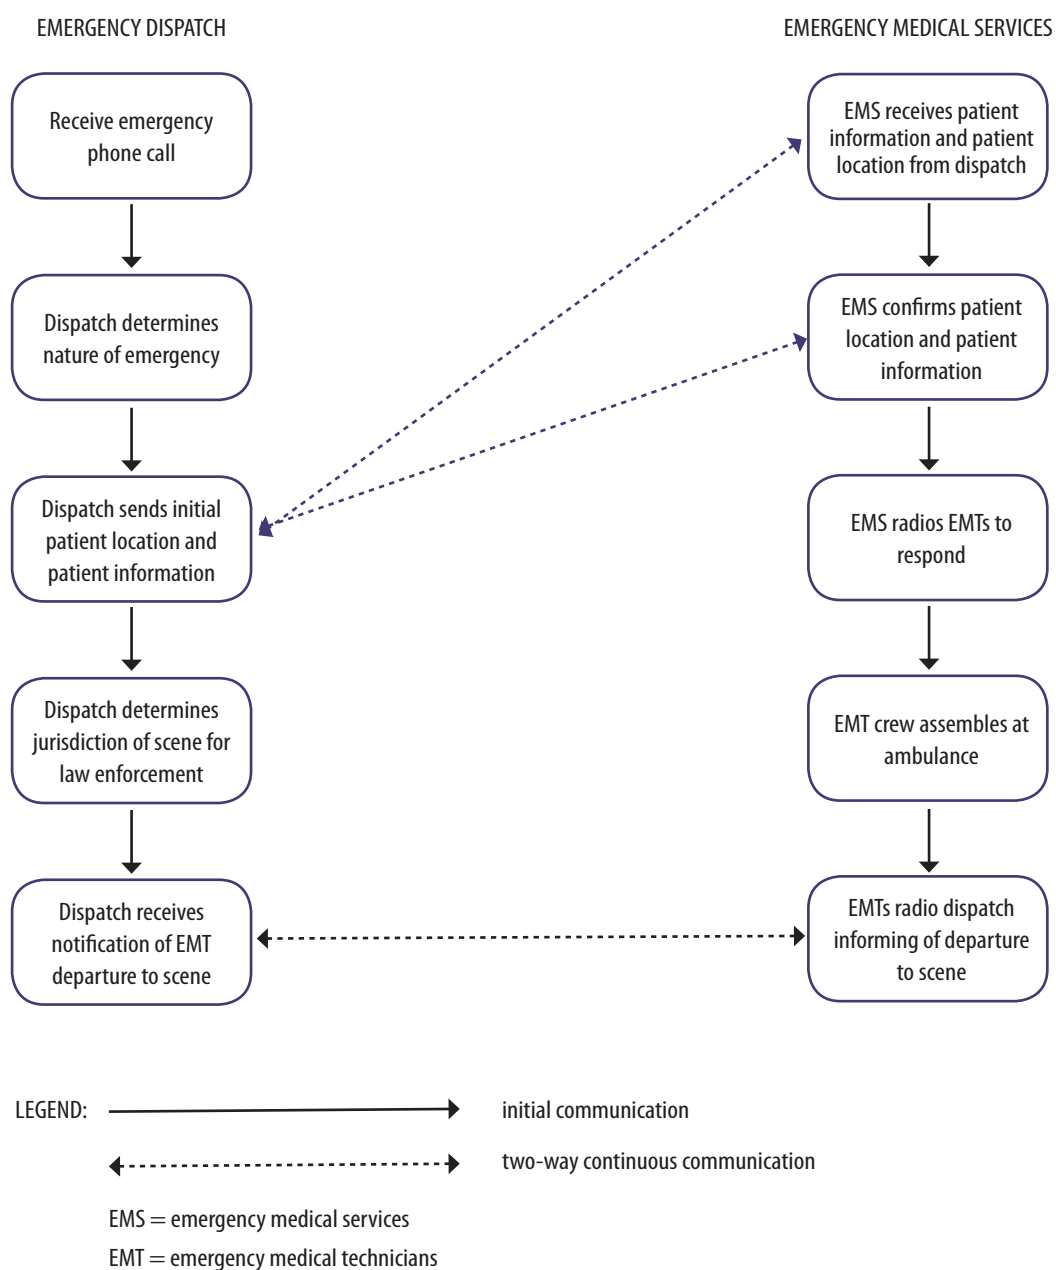 EMERGENCY DISPATCH
EMERGENCY MEDICAL SERVICES
Receive emergency
phone call
Dispatch determines
nature of emergency
Dispatch sends initial
patient location and
patient information
Dispatch determines
jurisdiction of scene for
law enforcement
Dispatch receives
notification of EMT
departure to scene
EMS receives patient
information and patient
location from dispatch
EMS confirms patient
location and patient
information
EMS radios EMTs to
respond
EMT crew assembles at
ambulance
EMTs radio dispatch
informing of departure
to scene
LEGEND:
initial communication
two-way continuous communication
EMS = emergency medical services
EMT = emergency medical technicians